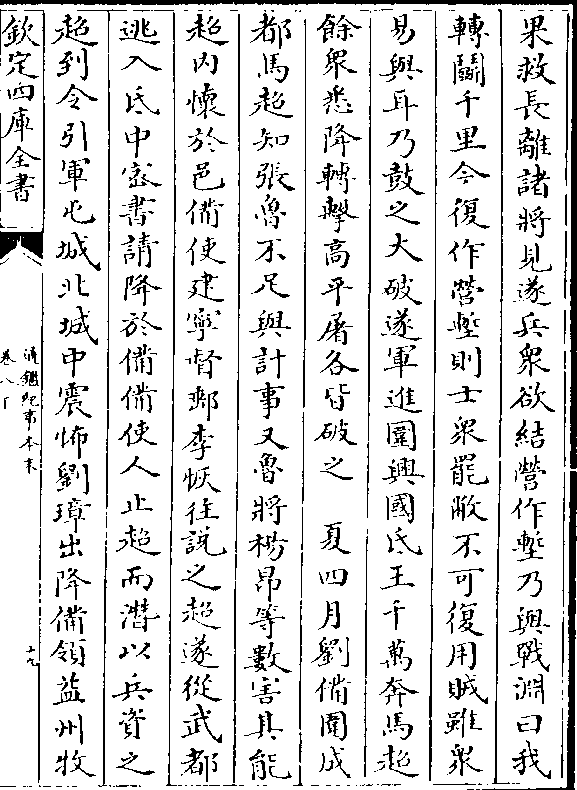 果救長離諸將見遂兵衆欲結營作塹乃與戰淵曰我
轉鬭千里今復作營塹則士衆罷敝不可復用賊雖衆
易與耳乃鼓之大破遂軍進圍興國氐王千萬奔馬超
餘衆悉降轉擊高平屠各皆破之　夏四月劉備圍成
都馬超知張魯不足與計事又魯將楊昂等數害其能
超内懷於邑備使建寧督郵李恢往說之超遂從武都
逃入氐中密書請降於備備使人止超而潛以兵資之
超到令引軍屯城北城中震怖劉璋出降備領益州牧
欽定四庫全書
通鑑紀事本末
卷八下
十九